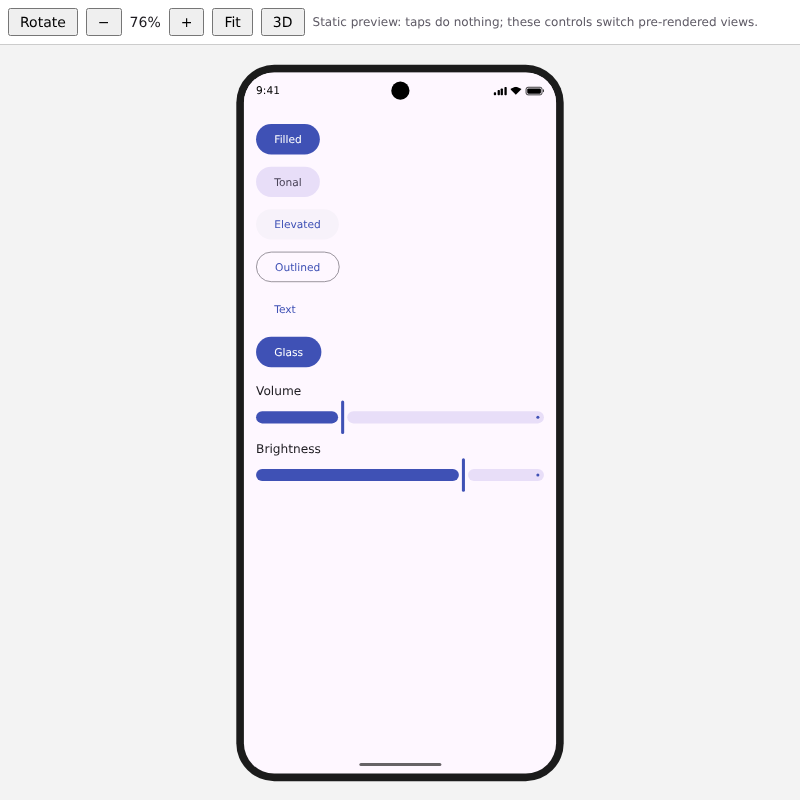 Rotate − 76% + Fit 3D Static preview: taps do nothing; these controls switch pre-rendered views.
9:41
Filled
Tonal
Elevated
Outlined
Text
Glass
Volume
Brightness